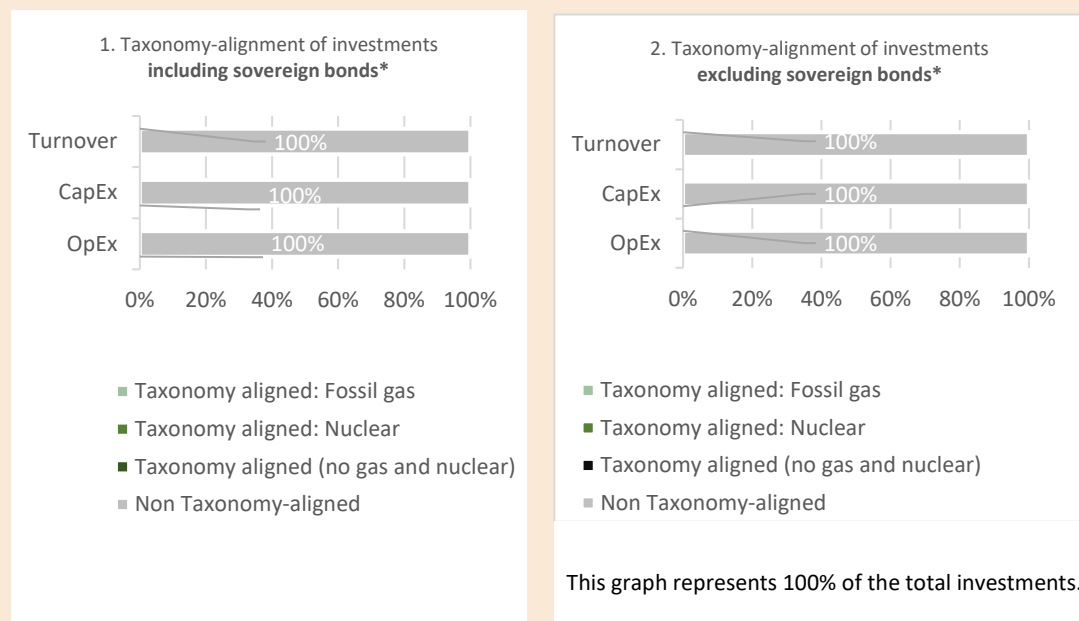 1. Taxonomy-alignment of investments
including sovereign bonds*
Turnover
100%
CapEx
100%
OpEx
100%
0% 20% 40% 60% 80% 100%
Taxonomy aligned: Fossil gas
Taxonomy aligned: Nuclear
Taxonomy aligned (no gas and nuclear)
Non Taxonomy-aligned
2. Taxonomy-alignment of investments
excluding sovereign bonds*
Turnover
100%
CapEx
100%
OpEx
100%
0% 20% 40% 60% 80% 100%
Taxonomy aligned: Fossil gas
Taxonomy aligned: Nuclear
Taxonomy aligned (no gas and nuclear)
Non Taxonomy-aligned
This graph represents 100% of the total investments.